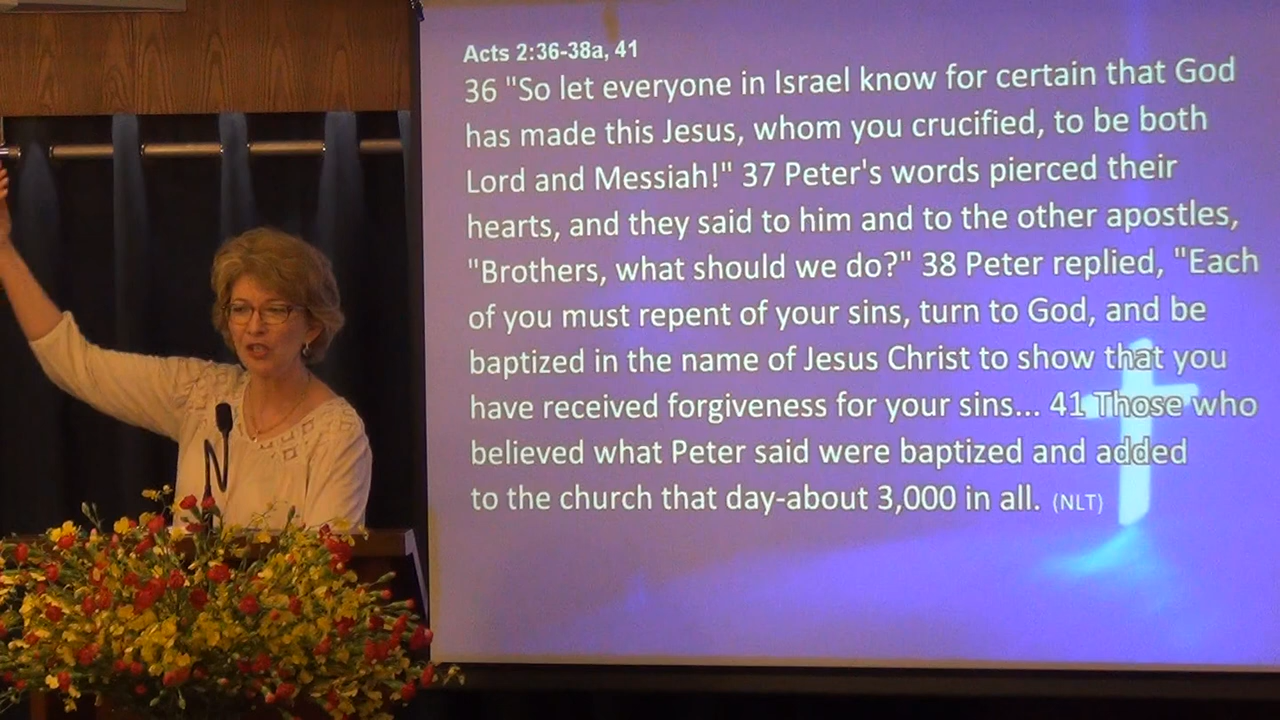 Acts 2:36-38a, 41
36 "So let everyone in Israel know for certain that God
has made this Jesus, whom you crucified, to be both
Lord and Messiah!" 37 Peter's words pierced their
hearts, and they said to him and to the other apostles,
"Brothers, what should we do?" 38 Peter replied, "Each
of you must repent of your sins, turn to God, and be
baptized in the name of Jesus Christ to show that you
have received forgiveness for your sins... 41 Those who
believed what Peter said were baptized and added
to the church that day-about 3,000 in all. (NLT)